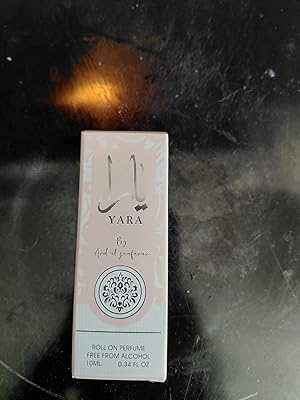 يارا
YARA
By
Ard al zaafaran
ROLL ON PERFUME
FREE FROM ALCOHOL
10ML. 0.34 FL.OZ